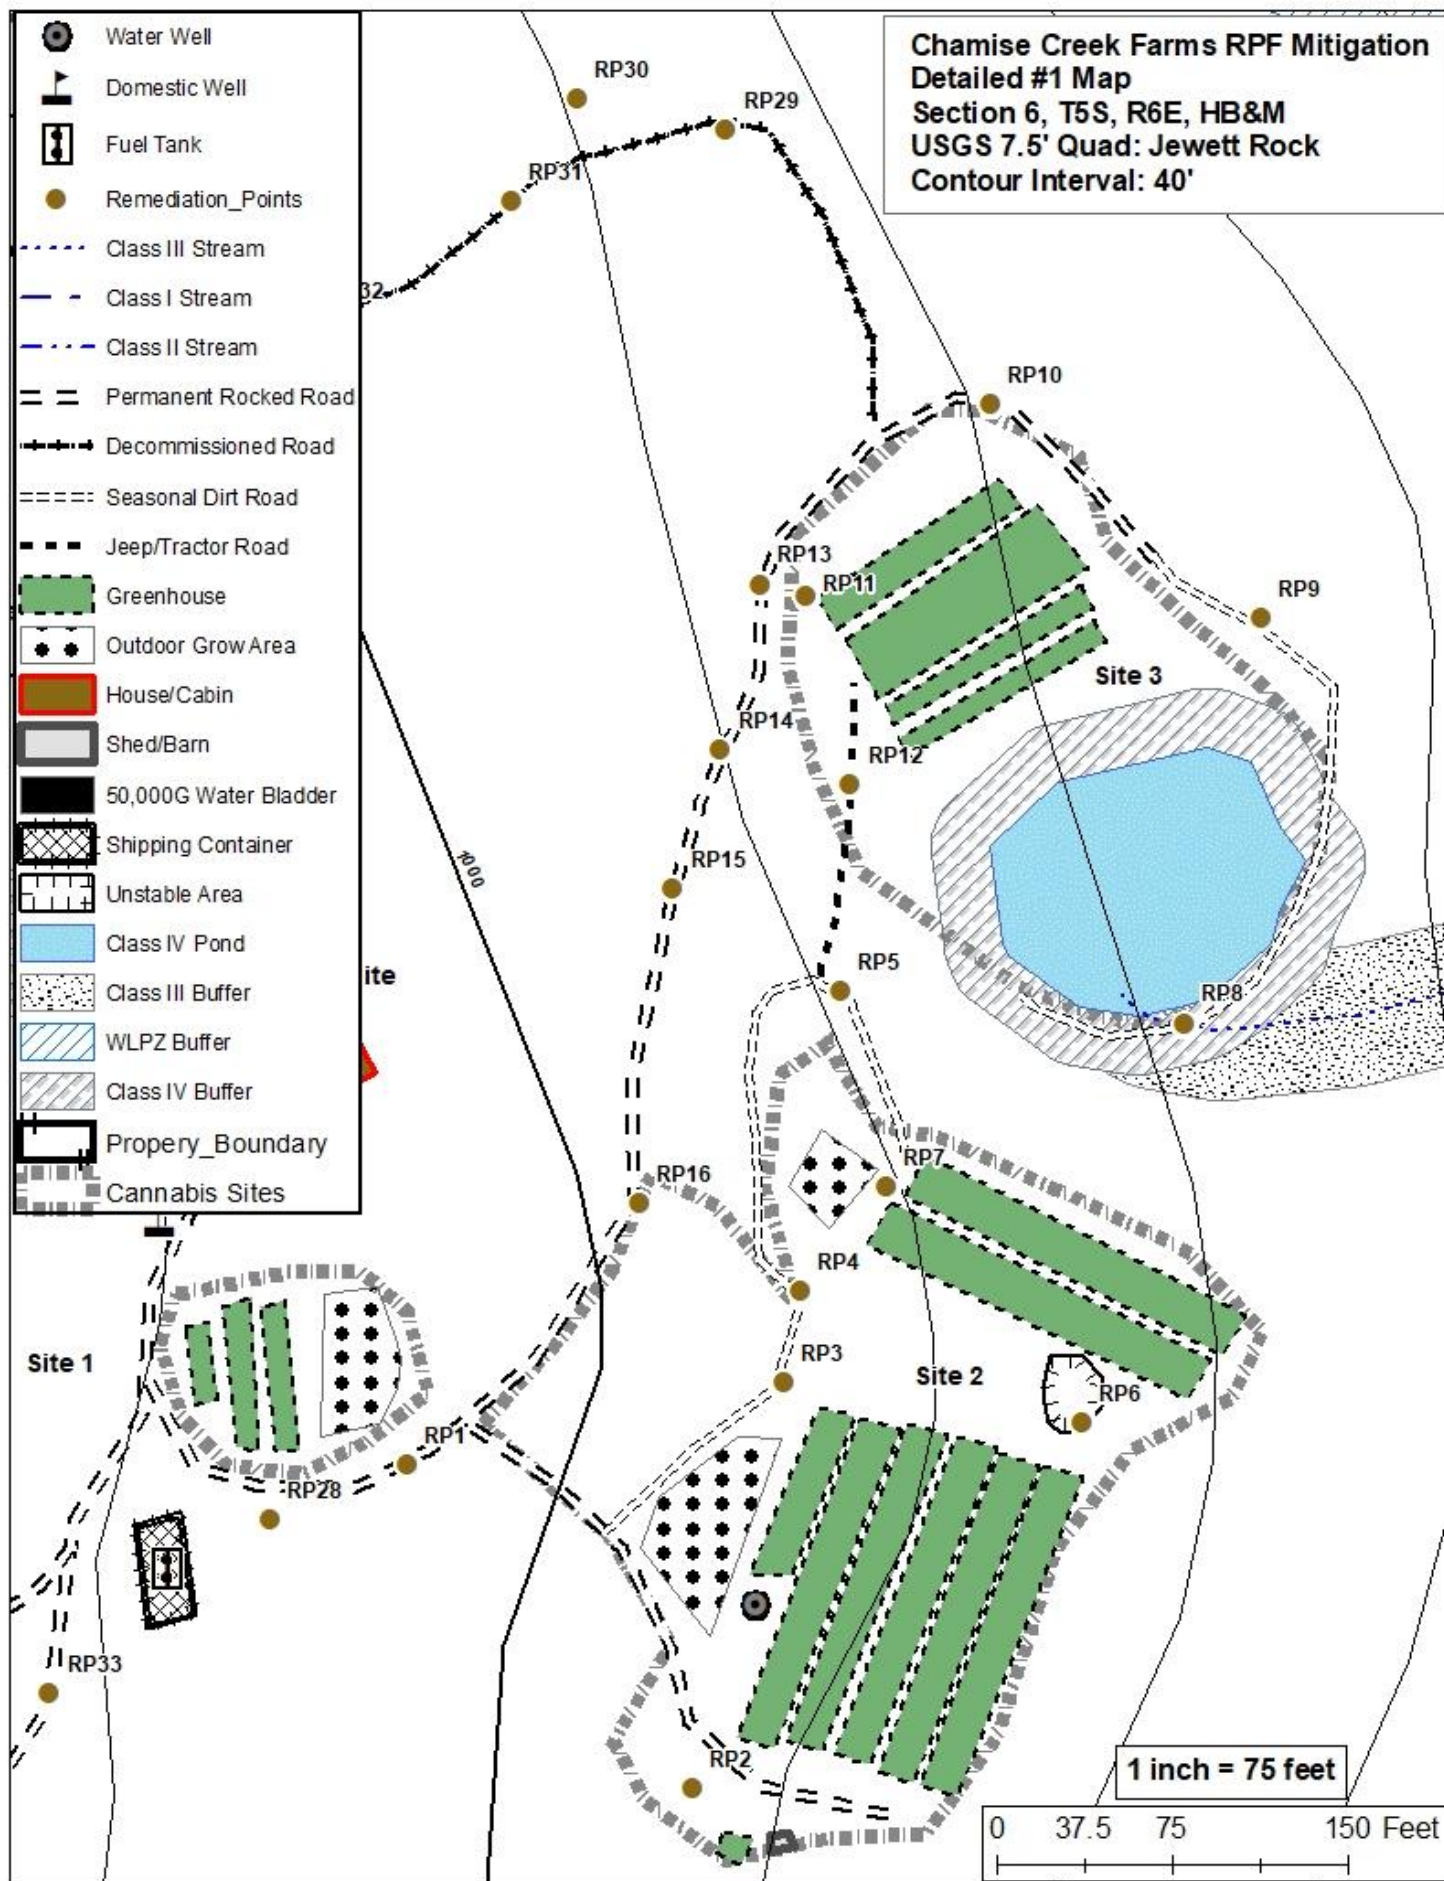 Water Well
Domestic Well
Fuel Tank
Remediation_Points
Class III Stream
Class I Stream
Class II Stream
Permanent Rocked Road
Decommissioned Road
Seasonal Dirt Road
Jeep/Tractor Road
Greenhouse
Outdoor Grow Area
House/Cabin
Shed/Barn
50,000G Water Bladder
Shipping Container
Unstable Area
Class IV Pond
Class III Buffer
WLPZ Buffer
Class IV Buffer
Propery_Boundary
Cannabis Sites
Chamise Creek Farms RPF Mitigation
Detailed #1 Map
Section 6, T5S, R6E, HB&M
USGS 7.5' Quad: Jewett Rock
Contour Interval: 40'
RP30
RP29
RP31
32
RP10
RP13
RP11
RP9
Site 3
RP14
RP12
RP15
1000
ite
RP5
RP8
RP16
RP7
RP4
Site 1
RP3
Site 2
RP6
RP1
RP28
RP33
RP2
1 inch = 75 feet
0 37.5 75 150 Feet